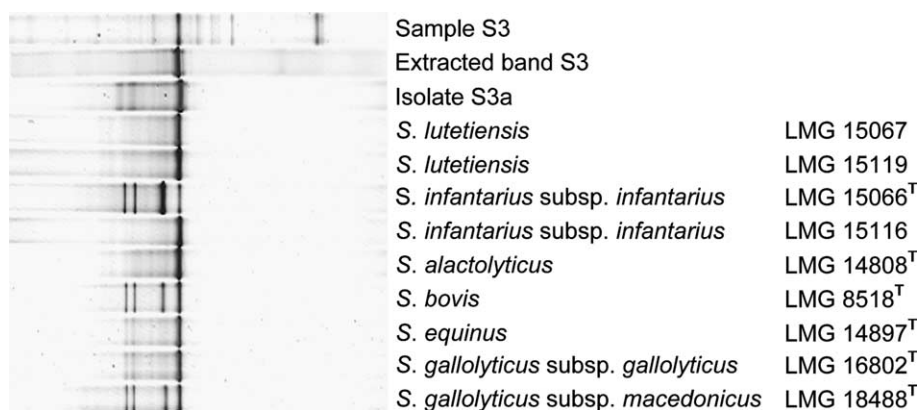 Sample S3
Extracted band S3
Isolate S3a
S. lutetiensis LMG 15067
S. lutetiensis LMG 15119
S. infantarius subsp. infantarius LMG 15066T
S. infantarius subsp. infantarius LMG 15116
S. alactolyticus LMG 14808T
S. bovis LMG 8518T
S. equinus LMG 14897T
S. gallolyticus subsp. gallolyticus LMG 16802T
S. gallolyticus subsp. macedonicus LMG 18488T